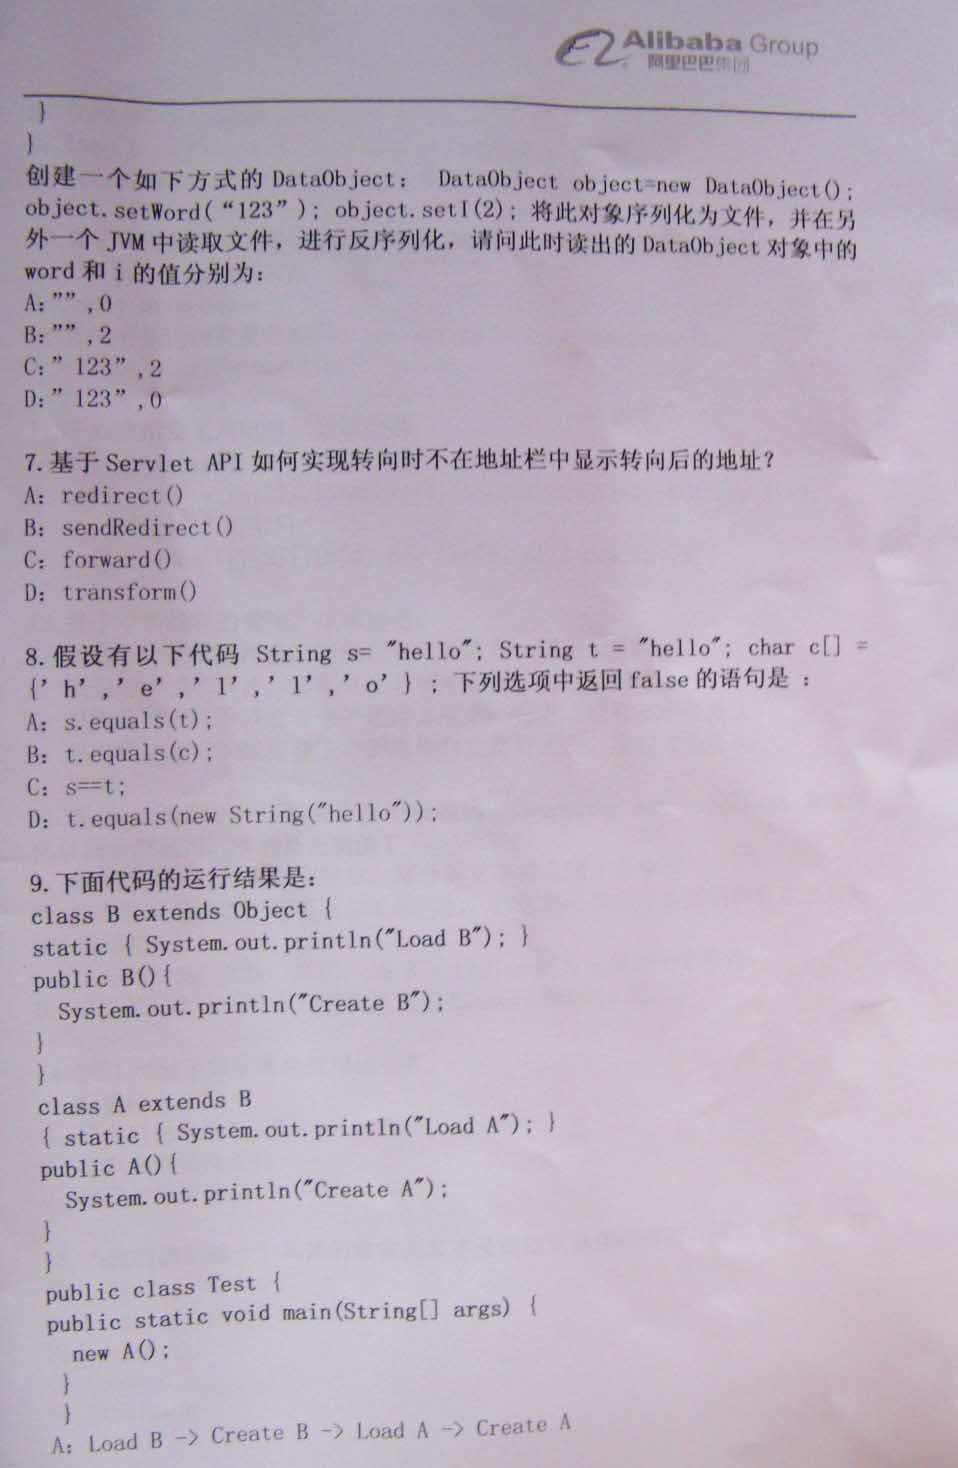 Alibaba Group
阿里巴巴集团
}
}
创建一个如下方式的 DataObject： DataObject object=new DataObject();
object.setWord(“123”); object.setI(2); 将此对象序列化为文件，并在另
外一个 JVM 中读取文件，进行反序列化，请问此时读出的 DataObject 对象中的
word 和 i 的值分别为：
A:”” ,0
B:”” ,2
C:” 123” ,2
D:” 123” ,0
7.基于 Servlet API 如何实现转向时不在地址栏中显示转向后的地址？
A: redirect()
B: sendRedirect()
C: forward()
D: transform()
8.假设有以下代码 String s= "hello"; String t = "hello"; char c[] =
{’ h’ ,’ e’ ,’ l’ ,’ l’ ,’ o’ } ; 下列选项中返回 false 的语句是 ：
A: s.equals(t);
B: t.equals(c);
C: s==t;
D: t.equals(new String("hello"));
9.下面代码的运行结果是：
class B extends Object {
static { System.out.println("Load B"); }
public B(){
System.out.println("Create B");
}
}
class A extends B
{ static { System.out.println("Load A"); }
public A(){
System.out.println("Create A");
}
}
public class Test {
public static void main(String[] args) {
new A();
}
}
A: Load B -> Create B -> Load A -> Create A